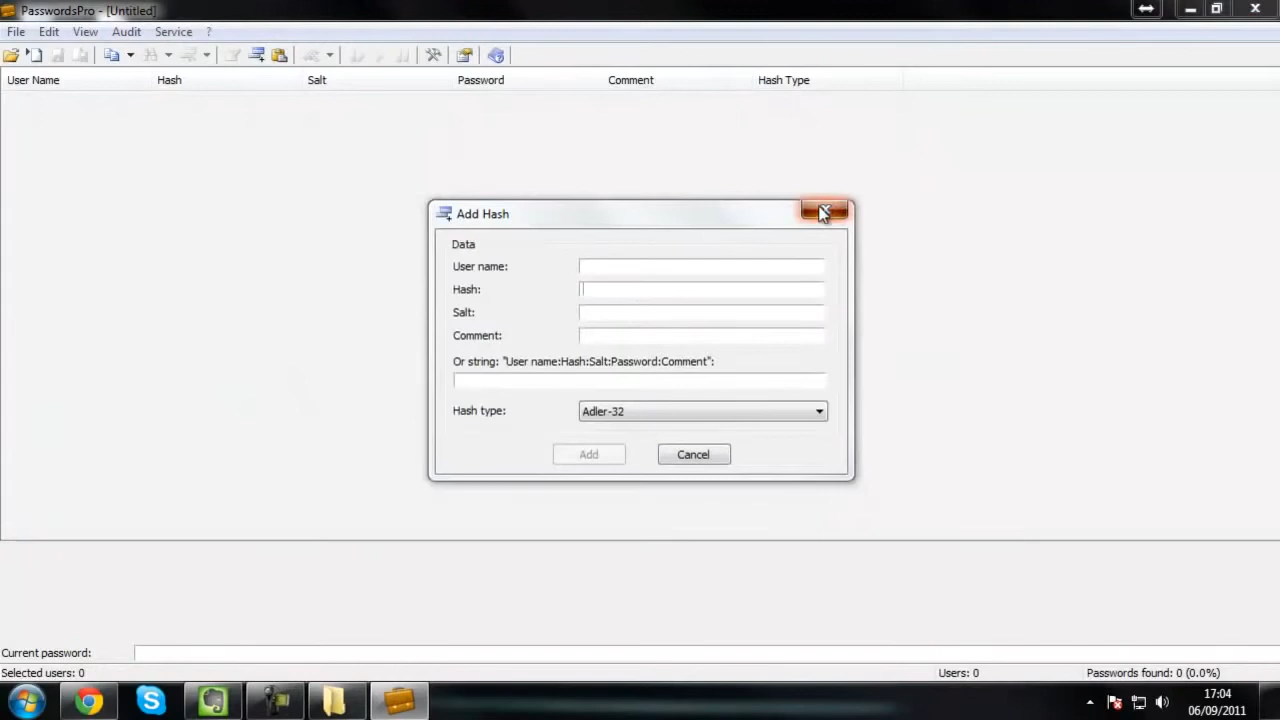 PasswordsPro - [Untitled]
File Edit View Audit Service ?
User Name Hash Salt Password Comment Hash Type
Add Hash
Data
User name:
Hash:
Salt:
Comment:
Or string: "User name:Hash:Salt:Password:Comment":
Hash type: Adler-32
Add Cancel
Current password:
Selected users: 0 Users: 0 Passwords found: 0 (0.0%)
17:04
06/09/2011